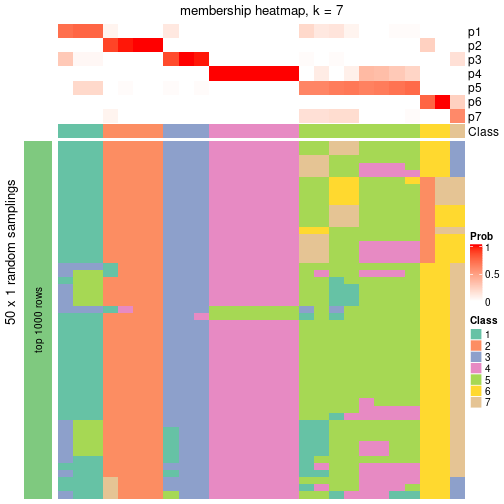 membership heatmap, k = 7
p1
p2
p3
p4
p5
p6
p7
Class
50 x 1 random samplings
top 1000 rows
Prob
1
0.5
0
Class
1
2
3
4
5
6
7